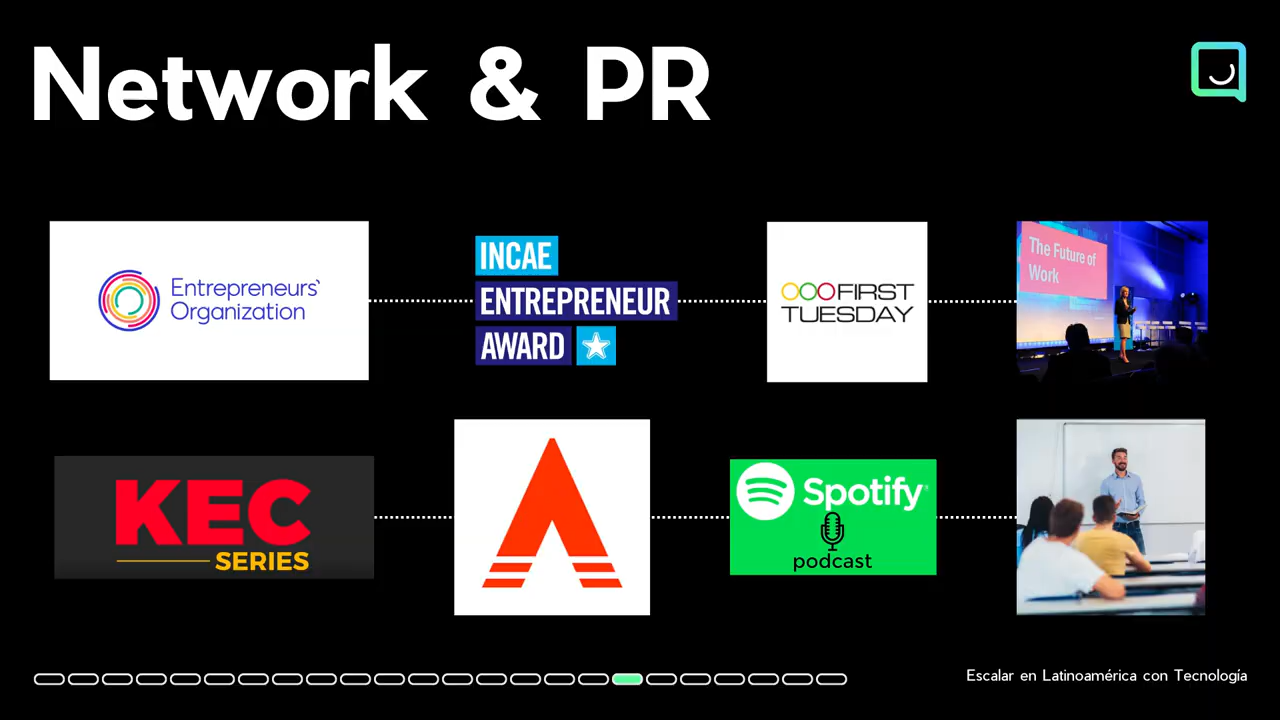 Network & PR
Entrepreneurs'
Organization
INCAE
ENTREPRENEUR
AWARD
FIRST
TUESDAY
The Future of
Work
KEC
SERIES
Spotify®
podcast
Escalar en Latinoamérica con Tecnología